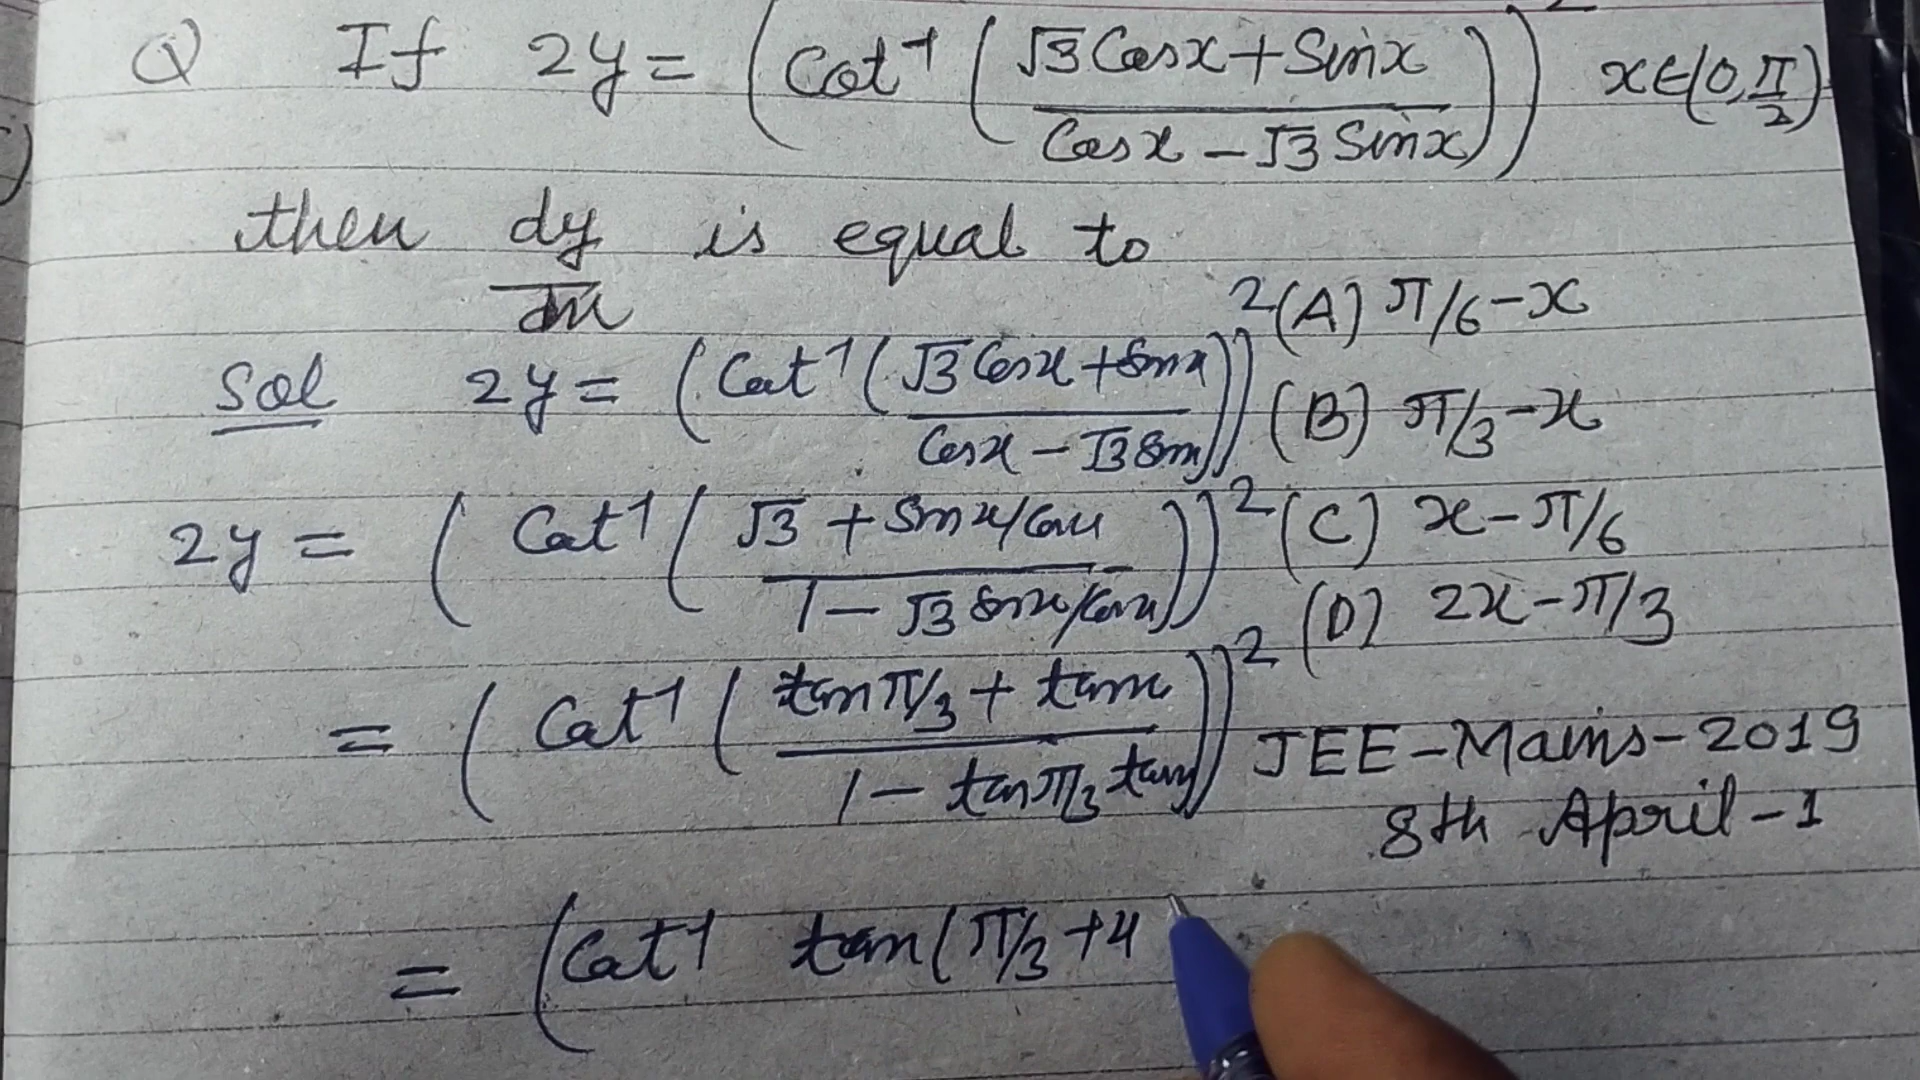 Q If 2y = (Cot⁻¹ (√3 Cosx + Sinx / Cosx - √3 Sinx))² x∈(0, π/2)
then dy/dx is equal to
(A) π/6 - x
Sol 2y = (Cot⁻¹ (√3 Cosx + Sinx / Cosx - √3 Sinx))²
(B) π/3 - x
2y = (Cot⁻¹ (√3 + Sinx/Cosx / 1 - √3 Sinx/Cosx))²
(C) x - π/6
(D) 2x - π/3
= (Cot⁻¹ (tan π/3 + tanx / 1 - tan π/3 tanx))²
JEE - Mains - 2019
8th April - 1
= (Cot⁻¹ tan(π/3 + x